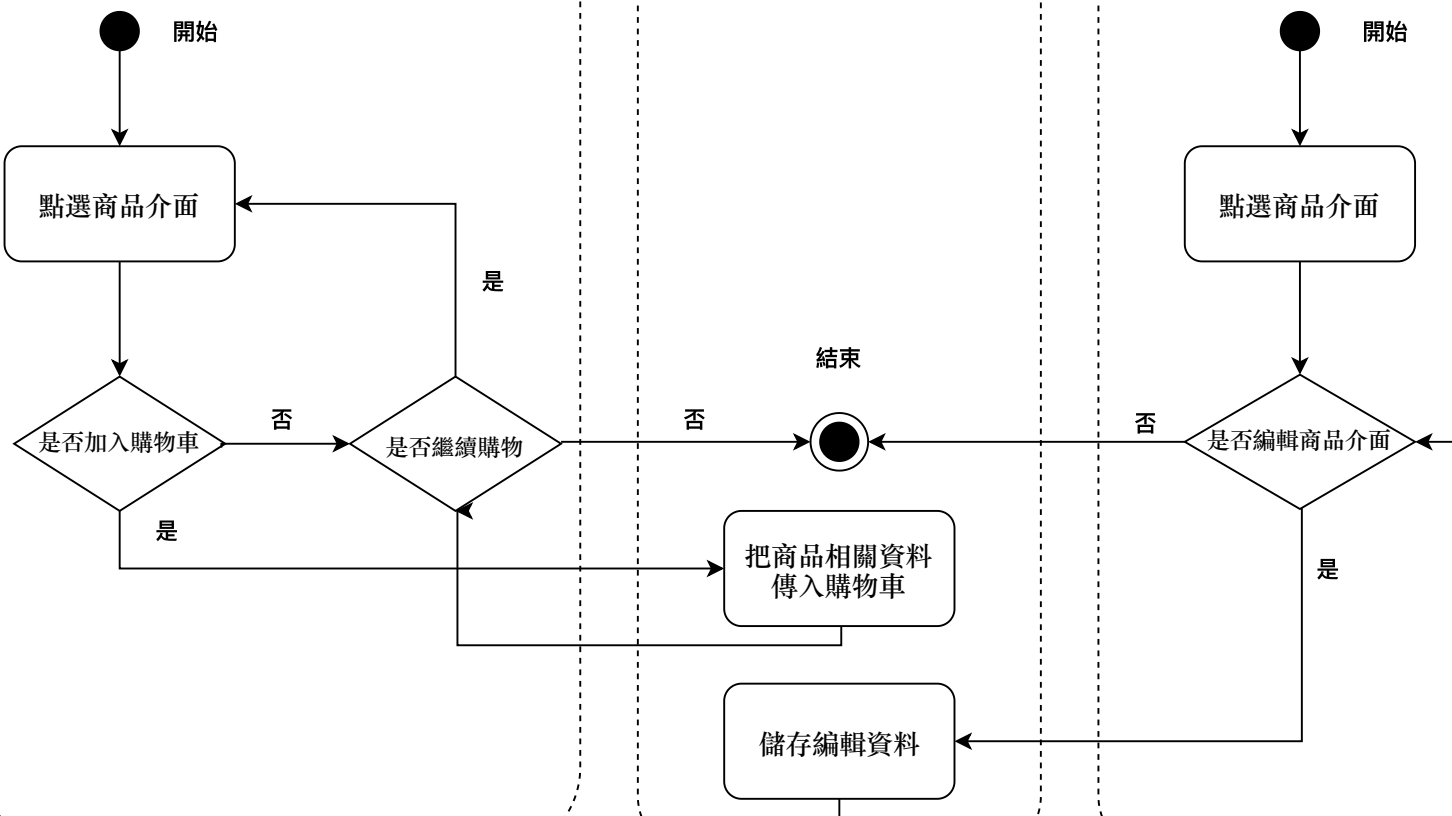 開始
開始
點選商品介面
點選商品介面
是
結束
否
否
否
是否加入購物車
是否繼續購物
是否編輯商品介面
是
把商品相關資料
傳入購物車
是
儲存編輯資料